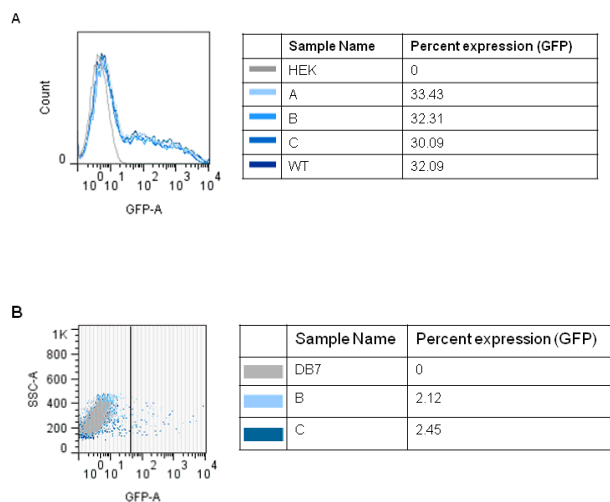 A
Count
0
10^0 10^1 10^2 10^3 10^4
GFP-A
Sample Name Percent expression (GFP)
HEK 0
A 33.43
B 32.31
C 30.09
WT 32.09
B
SSC-A
1K
800
600
400
200
0
10^0 10^1 10^2 10^3 10^4
GFP-A
Sample Name Percent expression (GFP)
DB7 0
B 2.12
C 2.45